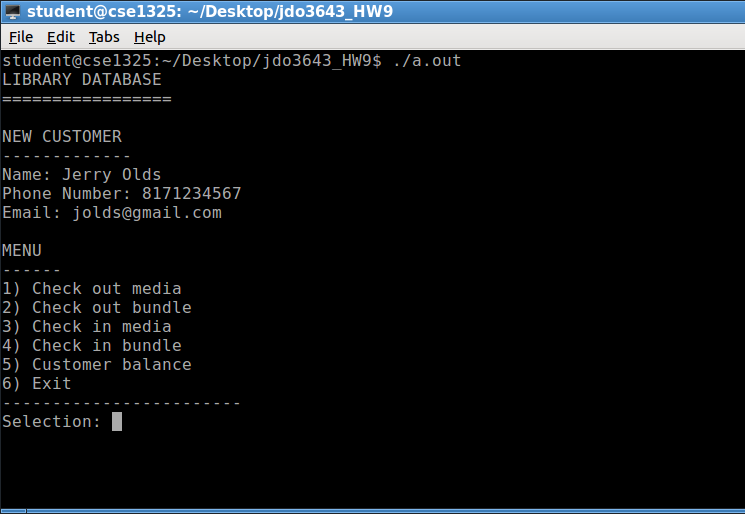 student@cse1325: ~/Desktop/jdo3643_HW9
File Edit Tabs Help
student@cse1325:~/Desktop/jdo3643_HW9$ ./a.out
LIBRARY DATABASE
=================
NEW CUSTOMER
-------------
Name: Jerry Olds
Phone Number: 8171234567
Email: jolds@gmail.com
MENU
------
1) Check out media
2) Check out bundle
3) Check in media
4) Check in bundle
5) Customer balance
6) Exit
------------------------
Selection: